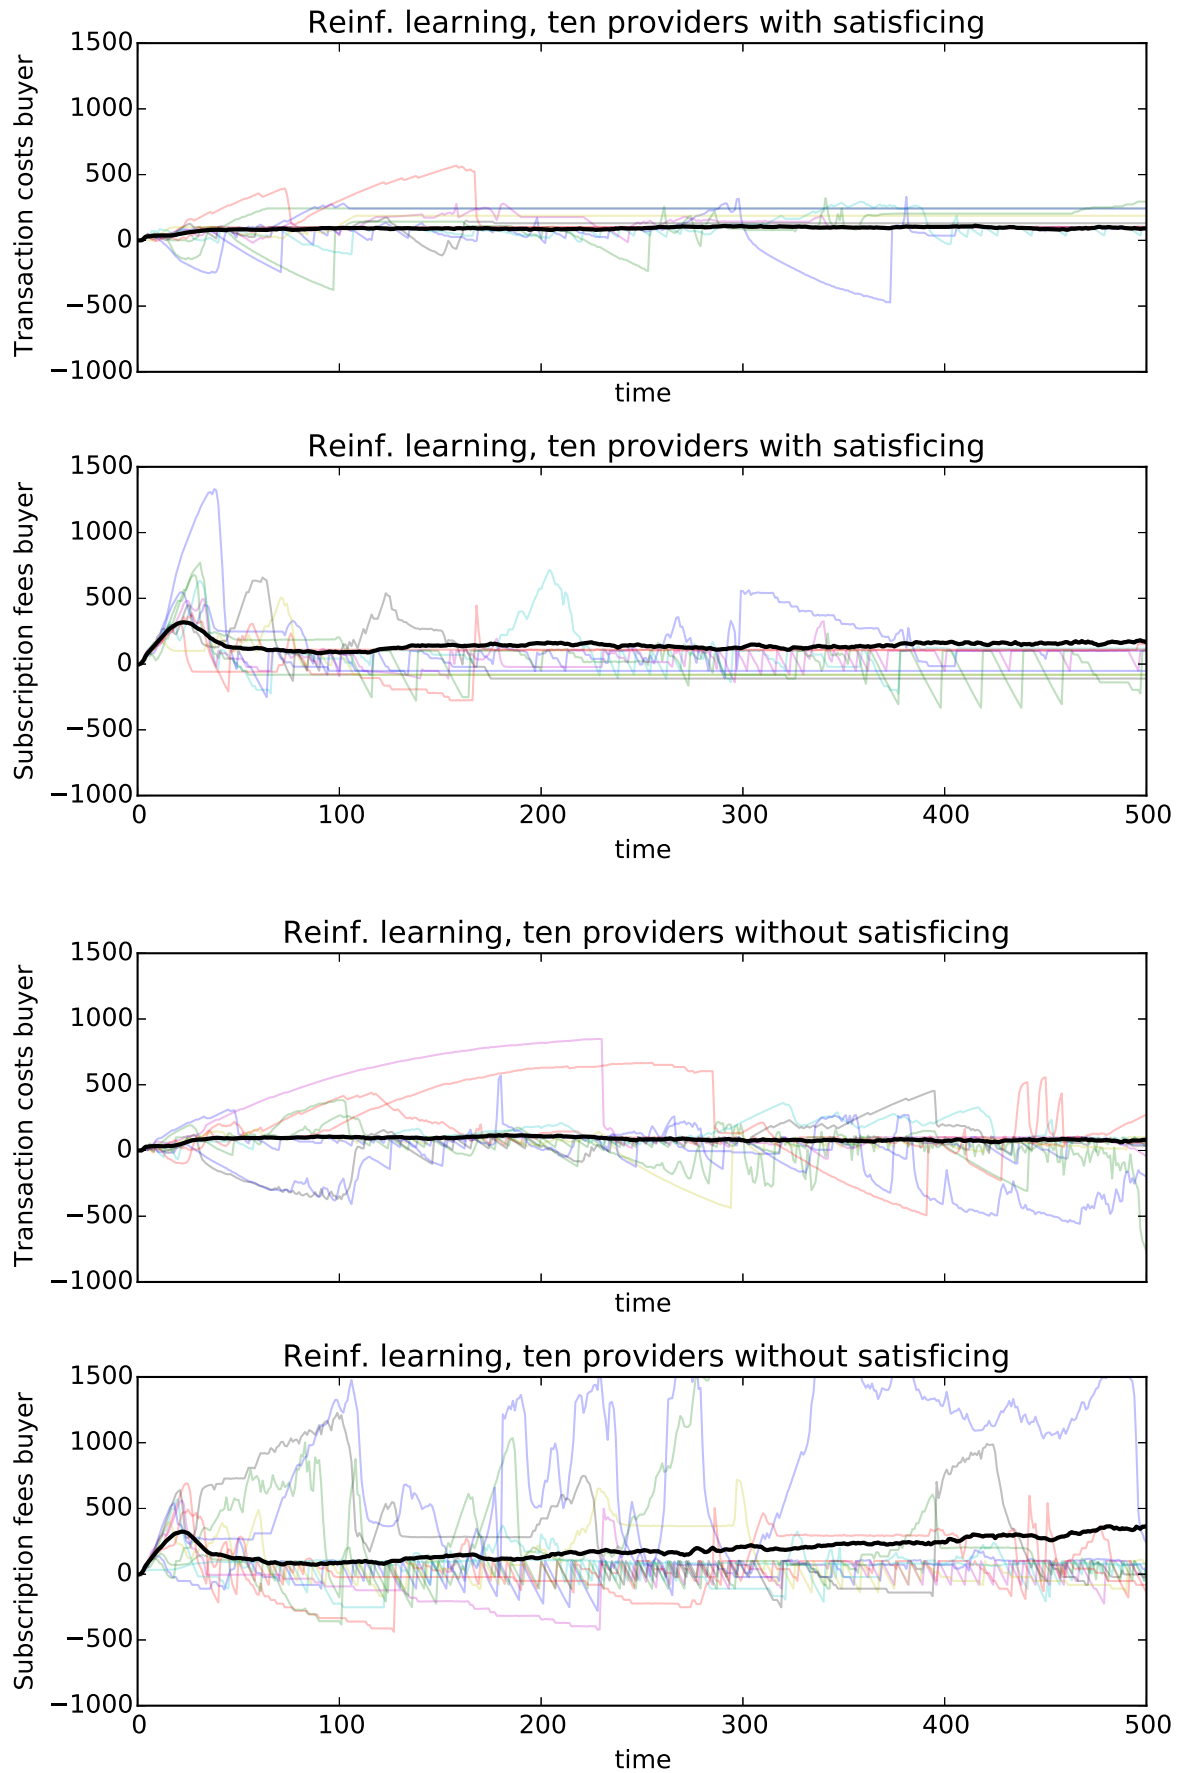 Reinf. learning, ten providers with satisficing
1500
1000
500
0
−500
−1000
Transaction costs buyer
time
Reinf. learning, ten providers with satisficing
1500
1000
500
0
−500
−1000
Subscription fees buyer
0 100 200 300 400 500
time
Reinf. learning, ten providers without satisficing
1500
1000
500
0
−500
−1000
Transaction costs buyer
time
Reinf. learning, ten providers without satisficing
1500
1000
500
0
−500
−1000
Subscription fees buyer
0 100 200 300 400 500
time